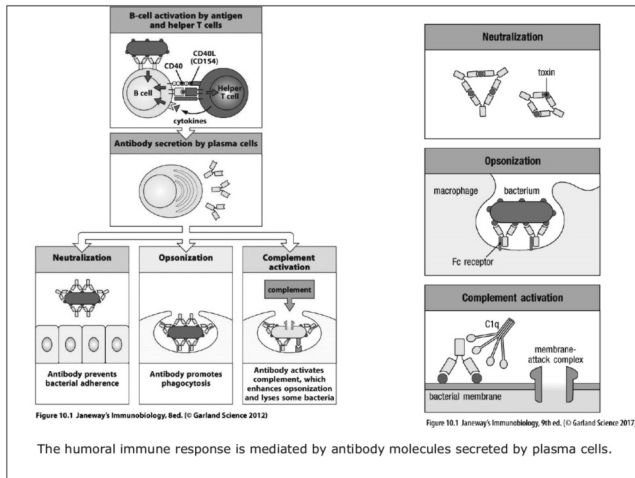 B-cell activation by antigen
and helper T cells
CD40
CD40L
(CD154)
B cell
Helper
T cell
cytokines
Antibody secretion by plasma cells
Neutralization
Opsonization
Complement
activation
complement
Antibody prevents
bacterial adherence
Antibody promotes
phagocytosis
Antibody activates
complement, which
enhances opsonization
and lyses some bacteria
Figure 10.1 Janeway's Immunobiology, 8ed. (© Garland Science 2012)
Neutralization
toxin
Opsonization
macrophage
bacterium
Fc receptor
Complement activation
C1q
membrane-
attack complex
bacterial membrane
Figure 10.1 Janeway's Immunobiology, 9th ed. (© Garland Science 2017)
The humoral immune response is mediated by antibody molecules secreted by plasma cells.